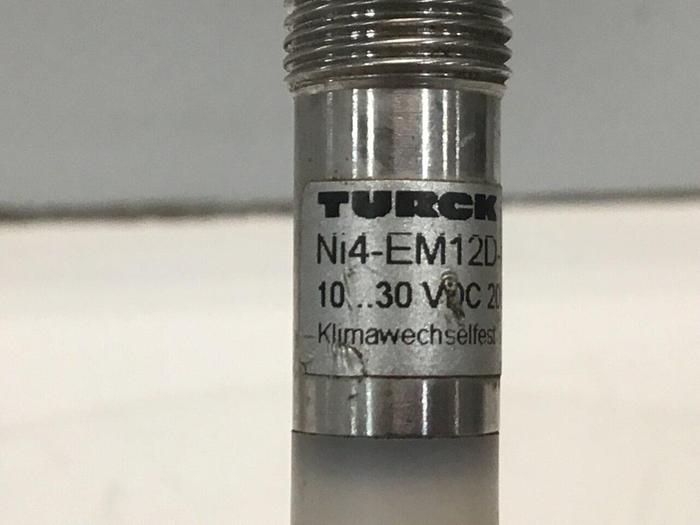 TURCK
Ni4-EM12D-
10...30 VDC 20
Klimawechselfest